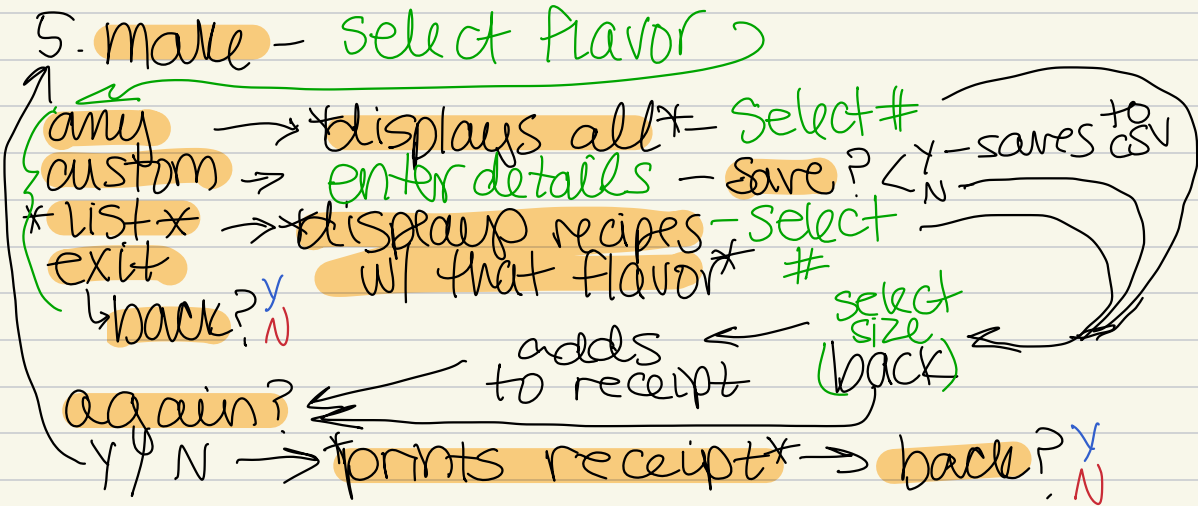 5. make - select flavor
any → *displays all* - select #
custom → enter details - save? < Y - saves to csv
N
*list* → *displays recipes - select
w/ that flavor* #
exit
↳ back? Y
N
select
size
(back)
adds
to receipt
again?
Y / N → *prints receipt* → back? Y
N